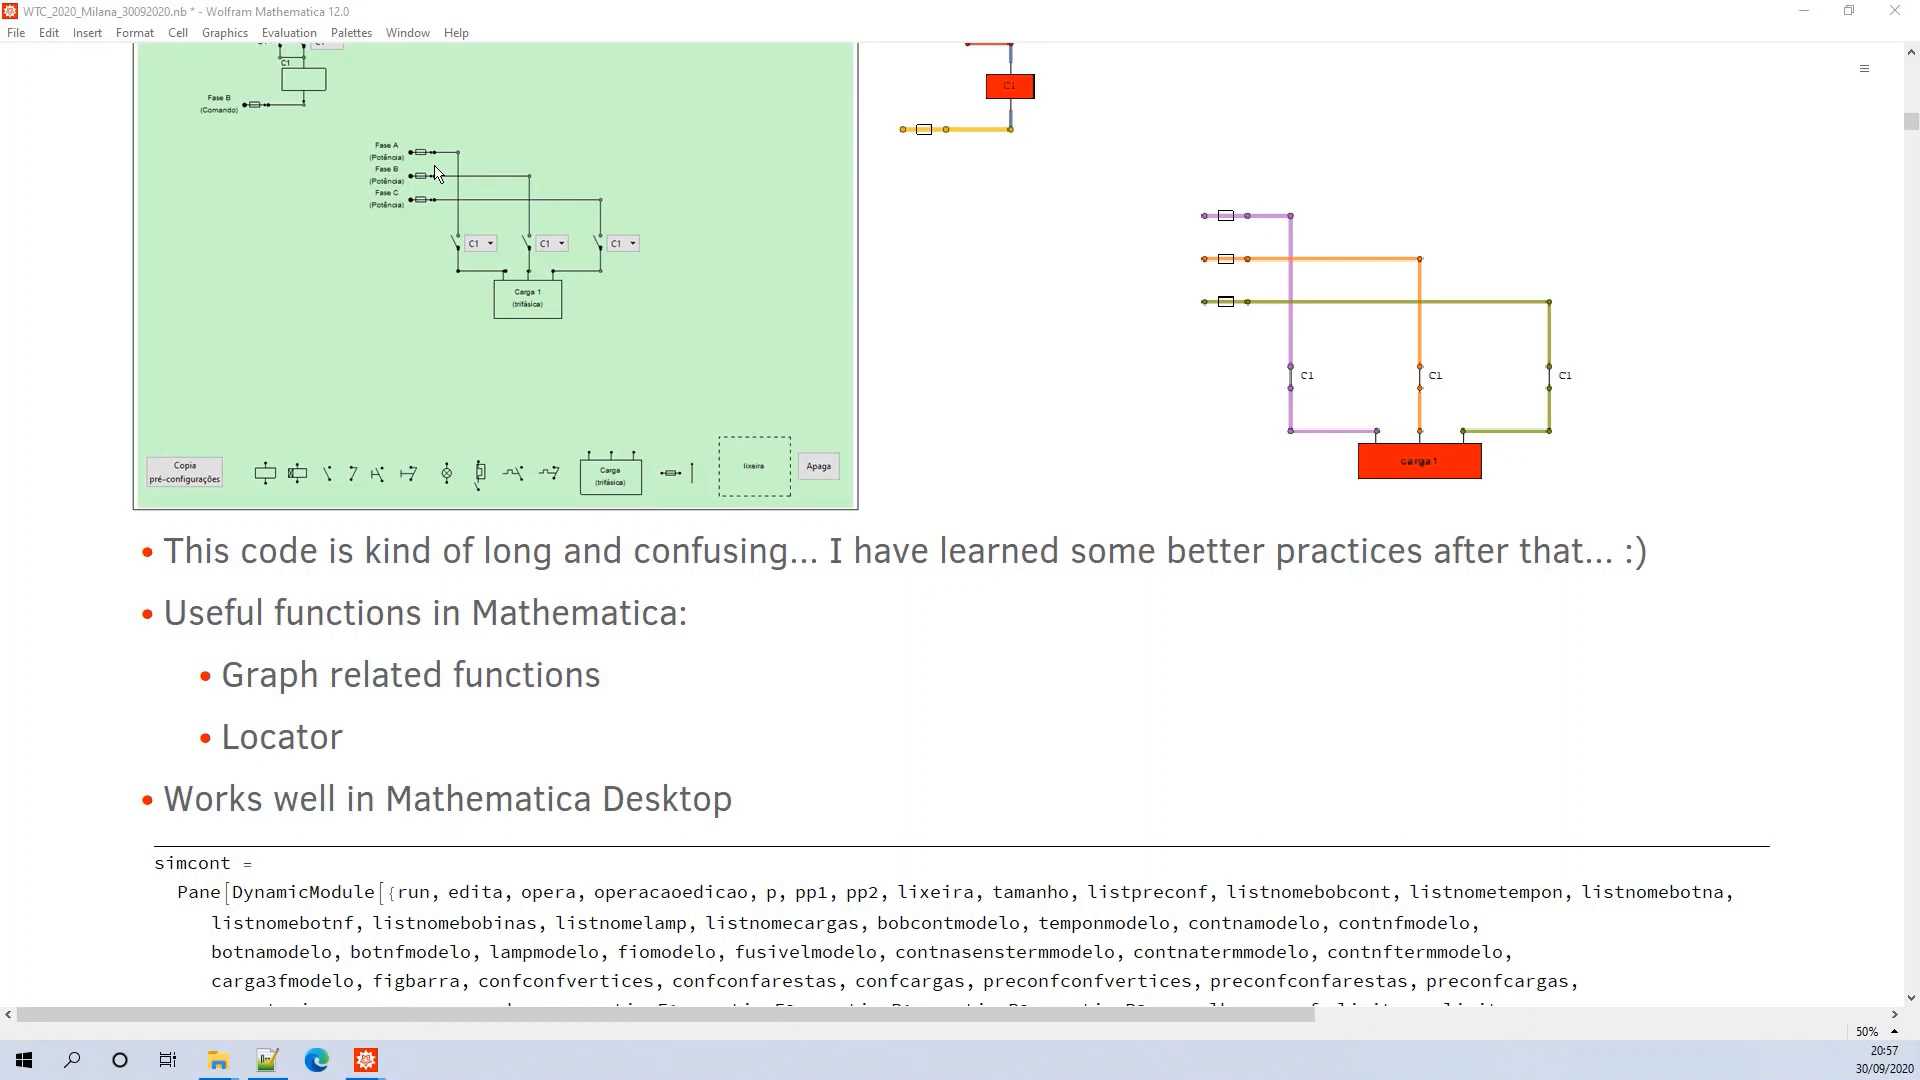 WTC_2020_Milana_30092020.nb * - Wolfram Mathematica 12.0
File Edit Insert Format Cell Graphics Evaluation Palettes Window Help
C1
Fase B
(Comando)
C1
Fase A
(Potência)
Fase B
(Potência)
Fase C
(Potência)
C1 C1 C1
Carga 1
(trifásica)
C1 C1 C1
carga1
Copia
pré-configurações
Carga
(trifásica)
lixeira
Apaga
• This code is kind of long and confusing... I have learned some better practices after that... :)
• Useful functions in Mathematica:
• Graph related functions
• Locator
• Works well in Mathematica Desktop
simcont =
Pane[DynamicModule[{run, edita, opera, operacaoedicao, p, pp1, pp2, lixeira, tamanho, listpreconf, listnomebobcont, listnometempon, listnomebotna,
listnomebotnf, listnomebobinas, listnomelamp, listnomecargas, bobcontmodelo, temponmodelo, contnamodelo, contnfmodelo,
botnamodelo, botnfmodelo, lampmodelo, fiomodelo, fusivelmodelo, contnasenstermmodelo, contnatermmodelo, contnftermmodelo,
carga3fmodelo, figbarra, confconfvertices, confconfarestas, confcargas, preconfconfvertices, preconfconfarestas, preconfcargas,
50%
20:57
30/09/2020